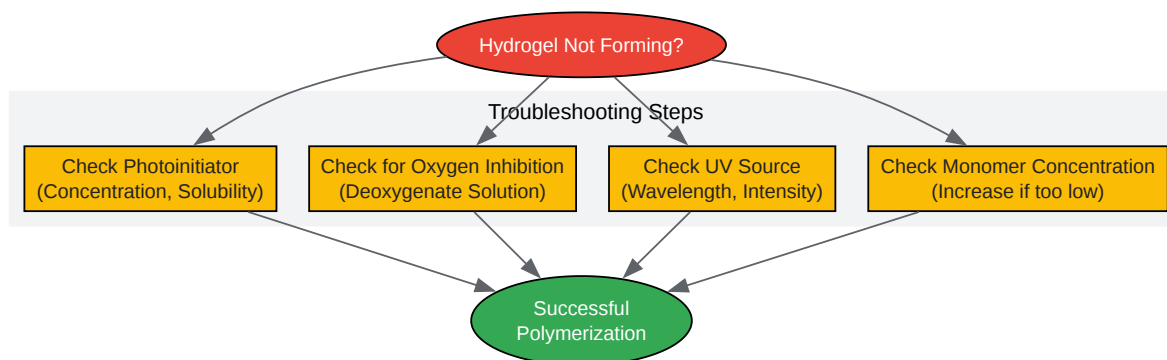 Hydrogel Not Forming?
Troubleshooting Steps
Check Photoinitiator
(Concentration, Solubility)
Check for Oxygen Inhibition
(Deoxygenate Solution)
Check UV Source
(Wavelength, Intensity)
Check Monomer Concentration
(Increase if too low)
Successful
Polymerization